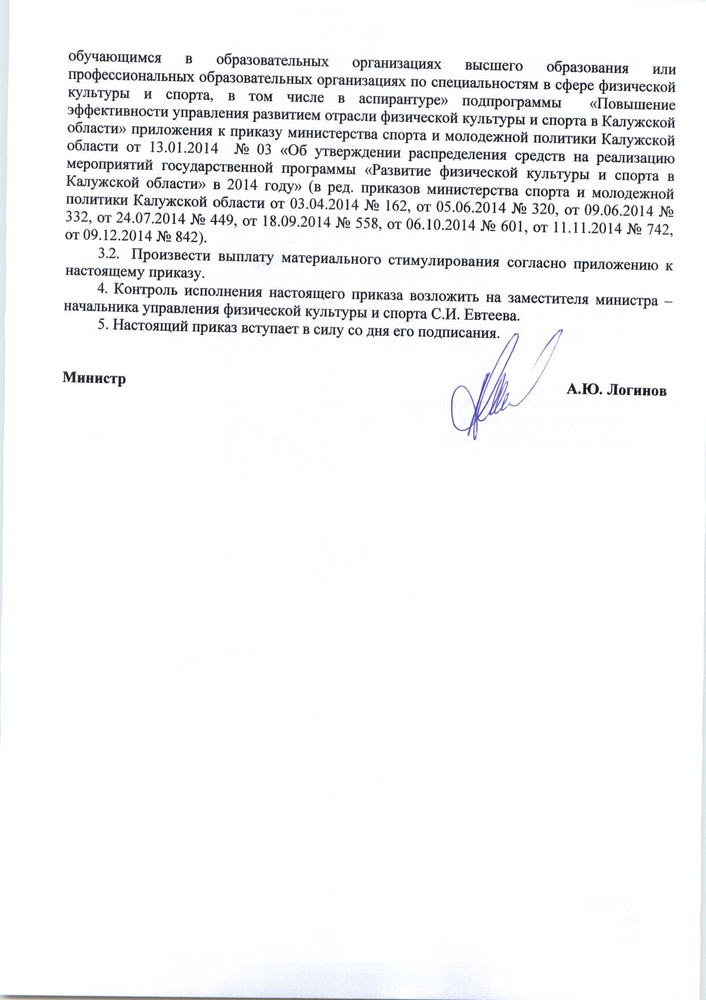 обучающимся в образовательных организациях высшего образования или
профессиональных образовательных организациях по специальностям в сфере физической
культуры и спорта, в том числе в аспирантуре» подпрограммы «Повышение
эффективности управления развитием отрасли физической культуры и спорта в Калужской
области» приложения к приказу министерства спорта и молодежной политики Калужской
области от 13.01.2014 № 03 «Об утверждении распределения средств на реализацию
мероприятий государственной программы «Развитие физической культуры и спорта в
Калужской области» в 2014 году» (в ред. приказов министерства спорта и молодежной
политики Калужской области от 03.04.2014 № 162, от 05.06.2014 № 320, от 09.06.2014 №
332, от 24.07.2014 № 449, от 18.09.2014 № 558, от 06.10.2014 № 601, от 11.11.2014 № 742,
от 09.12.2014 № 842).
3.2. Произвести выплату материального стимулирования согласно приложению к
настоящему приказу.
4. Контроль исполнения настоящего приказа возложить на заместителя министра –
начальника управления физической культуры и спорта С.И. Евтеева.
5. Настоящий приказ вступает в силу со дня его подписания.
Министр
А.Ю. Логинов